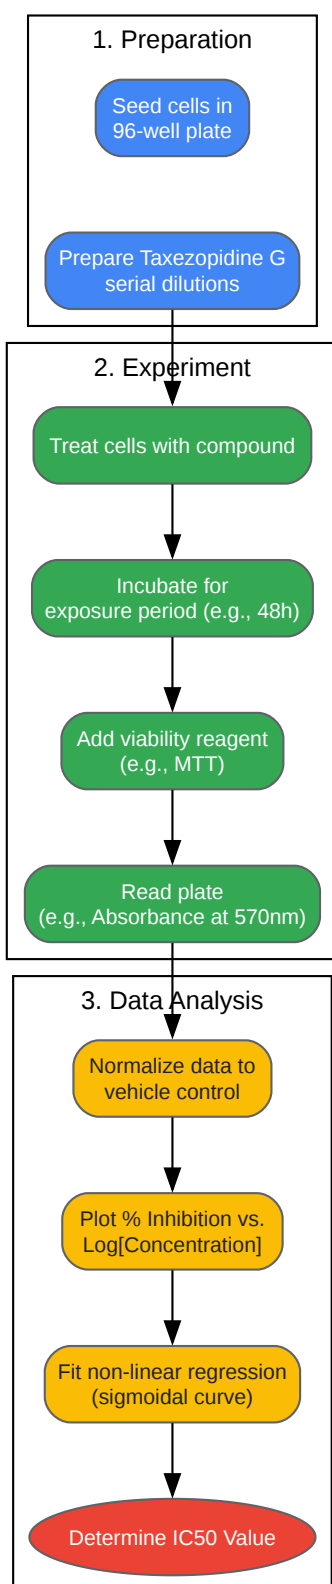 1. Preparation
Seed cells in
96-well plate
Prepare Taxezopidine G
serial dilutions
2. Experiment
Treat cells with compound
Incubate for
exposure period (e.g., 48h)
Add viability reagent
(e.g., MTT)
Read plate
(e.g., Absorbance at 570nm)
3. Data Analysis
Normalize data to
vehicle control
Plot % Inhibition vs.
Log[Concentration]
Fit non-linear regression
(sigmoidal curve)
Determine IC50 Value